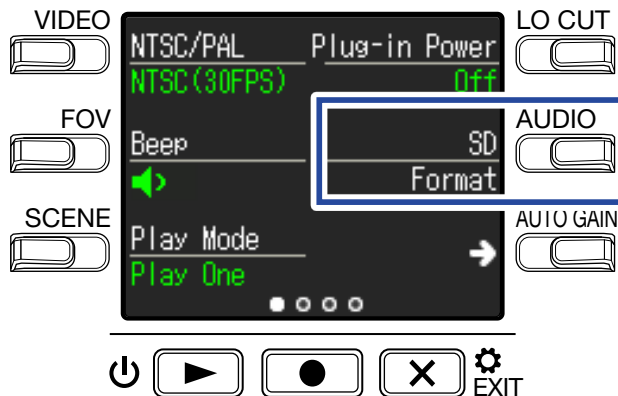 VIDEO
LO CUT
NTSC/PAL
Plug-in Power
NTSC(30FPS)
Off
FOV
AUDIO
Beep
SD
Format
SCENE
AUTO GAIN
Play Mode
Play One
EXIT